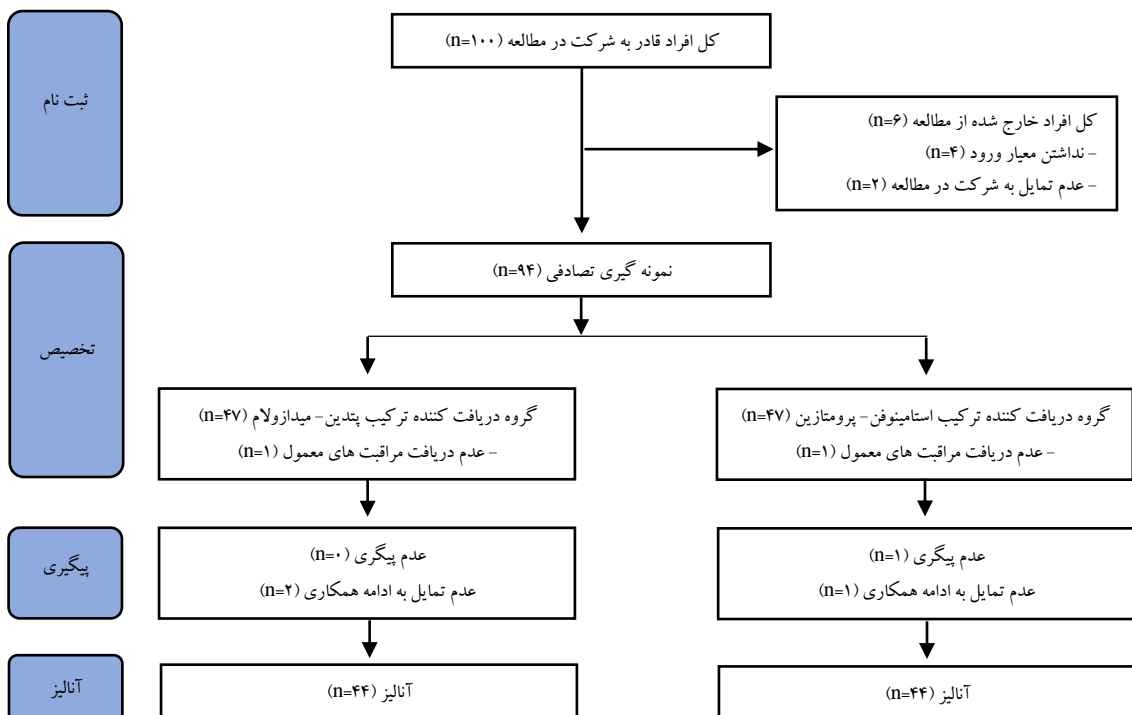 ثبت نام
کل افراد قادر به شرکت در مطالعه (n=۱۰۰)
کل افراد خارج شده از مطالعه (n=۶)
- نداشتن معیار ورود (n=۴)
- عدم تمایل به شرکت در مطالعه (n=۲)
تخصیص
نمونه گیری تصادفی (n=۹۴)
گروه دریافت کننده ترکیب استامینوفن- پرومتازین (n=۴۷)
- عدم دریافت مراقبت های معمول (n=۱)
گروه دریافت کننده ترکیب پتدین- میدازولام (n=۴۷)
- عدم دریافت مراقبت های معمول (n=۱)
پیگیری
عدم پیگری (n=۱)
عدم تمایل به ادامه همکاری (n=۱)
عدم پیگری (n=۰)
عدم تمایل به ادامه همکاری (n=۲)
آنالیز
آنالیز (n=۴۴)
آنالیز (n=۴۴)